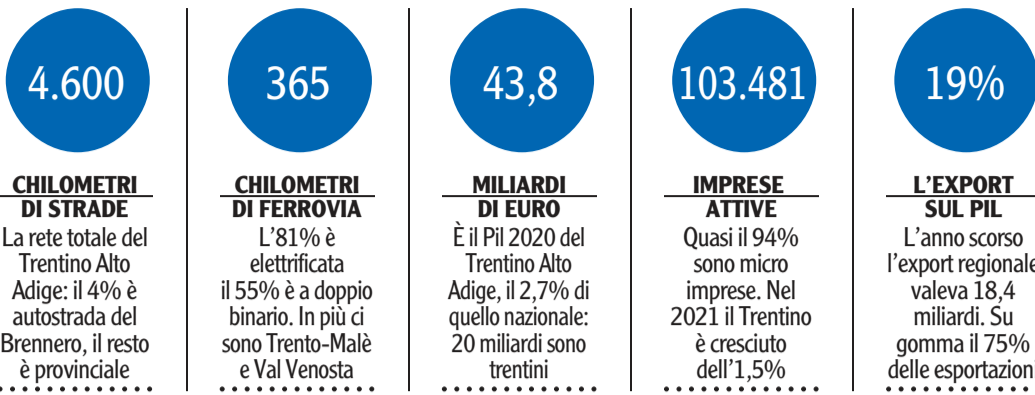 4.600
CHILOMETRI
DI STRADE
La rete totale del
Trentino Alto
Adige: il 4% è
autostrada del
Brennero, il resto
è provinciale
365
CHILOMETRI
DI FERROVIA
L'81% è
elettrificata
il 55% è a doppio
binario. In più ci
sono Trento-Malè
e Val Venosta
43,8
MILIARDI
DI EURO
È il Pil 2020 del
Trentino Alto
Adige, il 2,7% di
quello nazionale:
20 miliardi sono
trentini
103.481
IMPRESE
ATTIVE
Quasi il 94%
sono micro
imprese. Nel
2021 il Trentino
è cresciuto
dell'1,5%
19%
L'EXPORT
SUL PIL
L'anno scorso
l'export regionale
valeva 18,4
miliardi. Su
gomma il 75%
delle esportazioni